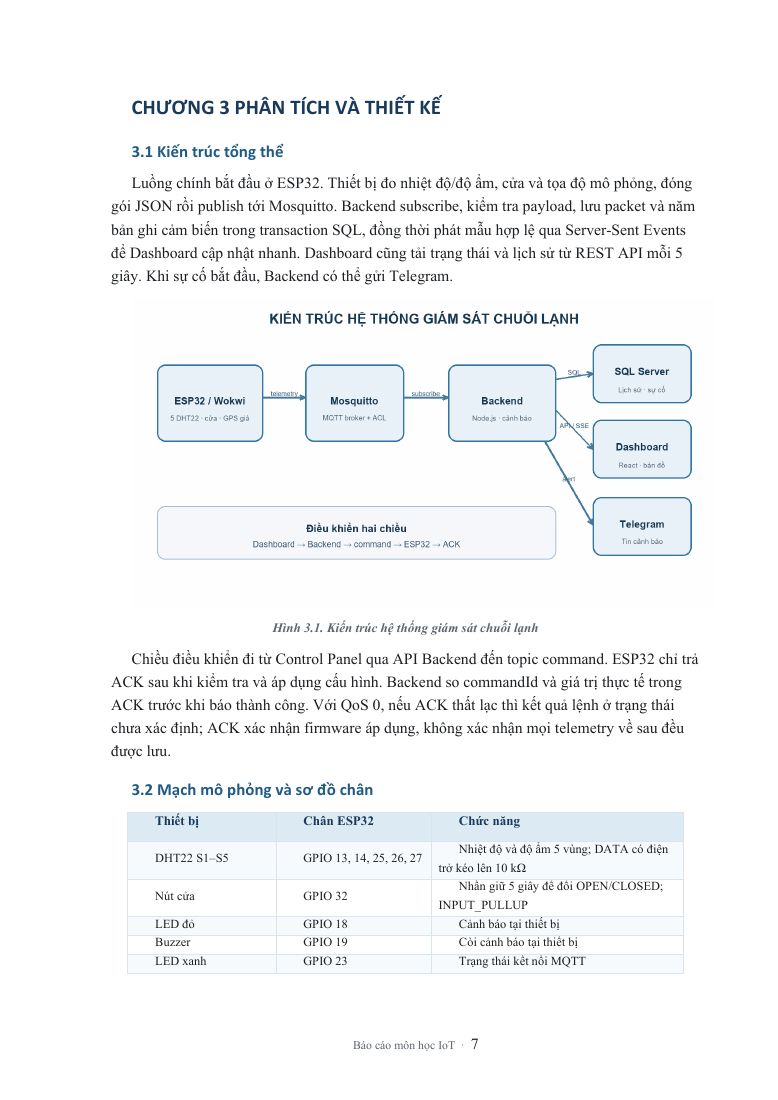 CHƯƠNG 3 PHÂN TÍCH VÀ THIẾT KẾ
3.1 Kiến trúc tổng thể
Luồng chính bắt đầu ở ESP32. Thiết bị đo nhiệt độ/độ ẩm, cửa và tọa độ mô phỏng, đóng
gói JSON rồi publish tới Mosquitto. Backend subscribe, kiểm tra payload, lưu packet và năm
bản ghi cảm biến trong transaction SQL, đồng thời phát mẫu hợp lệ qua Server-Sent Events
để Dashboard cập nhật nhanh. Dashboard cũng tải trạng thái và lịch sử từ REST API mỗi 5
giây. Khi sự cố bắt đầu, Backend có thể gửi Telegram.
KIẾN TRÚC HỆ THỐNG GIÁM SÁT CHUỖI LẠNH
ESP32 / Wokwi
5 DHT22 · cửa · GPS giả
telemetry
Mosquitto
MQTT broker + ACL
subscribe
Backend
Node.js · cảnh báo
SQL
SQL Server
Lịch sử · sự cố
API / SSE
Dashboard
React · bản đồ
alert
Telegram
Tin cảnh báo
Điều khiển hai chiều
Dashboard → Backend → command → ESP32 → ACK
Hình 3.1. Kiến trúc hệ thống giám sát chuỗi lạnh
Chiều điều khiển đi từ Control Panel qua API Backend đến topic command. ESP32 chỉ trả
ACK sau khi kiểm tra và áp dụng cấu hình. Backend so commandId và giá trị thực tế trong
ACK trước khi báo thành công. Với QoS 0, nếu ACK thất lạc thì kết quả lệnh ở trạng thái
chưa xác định; ACK xác nhận firmware áp dụng, không xác nhận mọi telemetry về sau đều
được lưu.
3.2 Mạch mô phỏng và sơ đồ chân
Thiết bị Chân ESP32 Chức năng
DHT22 S1–S5 GPIO 13, 14, 25, 26, 27 Nhiệt độ và độ ẩm 5 vùng; DATA có điện
trở kéo lên 10 kΩ
Nút cửa GPIO 32 Nhấn giữ 5 giây để đổi OPEN/CLOSED;
INPUT_PULLUP
LED đỏ GPIO 18 Cảnh báo tại thiết bị
Buzzer GPIO 19 Còi cảnh báo tại thiết bị
LED xanh GPIO 23 Trạng thái kết nối MQTT
Báo cáo môn học IoT · 7